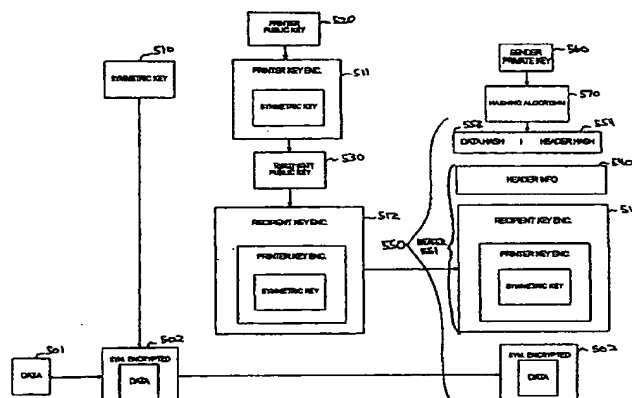 PRINTER
PUBLIC KEY
520
510
SYMMETRIC KEY
PRINTER KEY ENC.
SYMMETRIC KEY
511
PUBLIC KEY
530
RECIPIENT KEY ENC.
PRINTER KEY ENC.
SYMMETRIC KEY
512
SENDER
PRIVATE KEY
560
HASHING ALGORITHM
570
552
554
DATA HASH
HEADER HASH
540
HEADER INFO
RECIPIENT KEY ENC.
PRINTER KEY ENC.
SYMMETRIC KEY
51
550
551
501
DATA
502
SYM. ENCRYPTED
DATA
502
SYM. ENCRYPTED
DATA